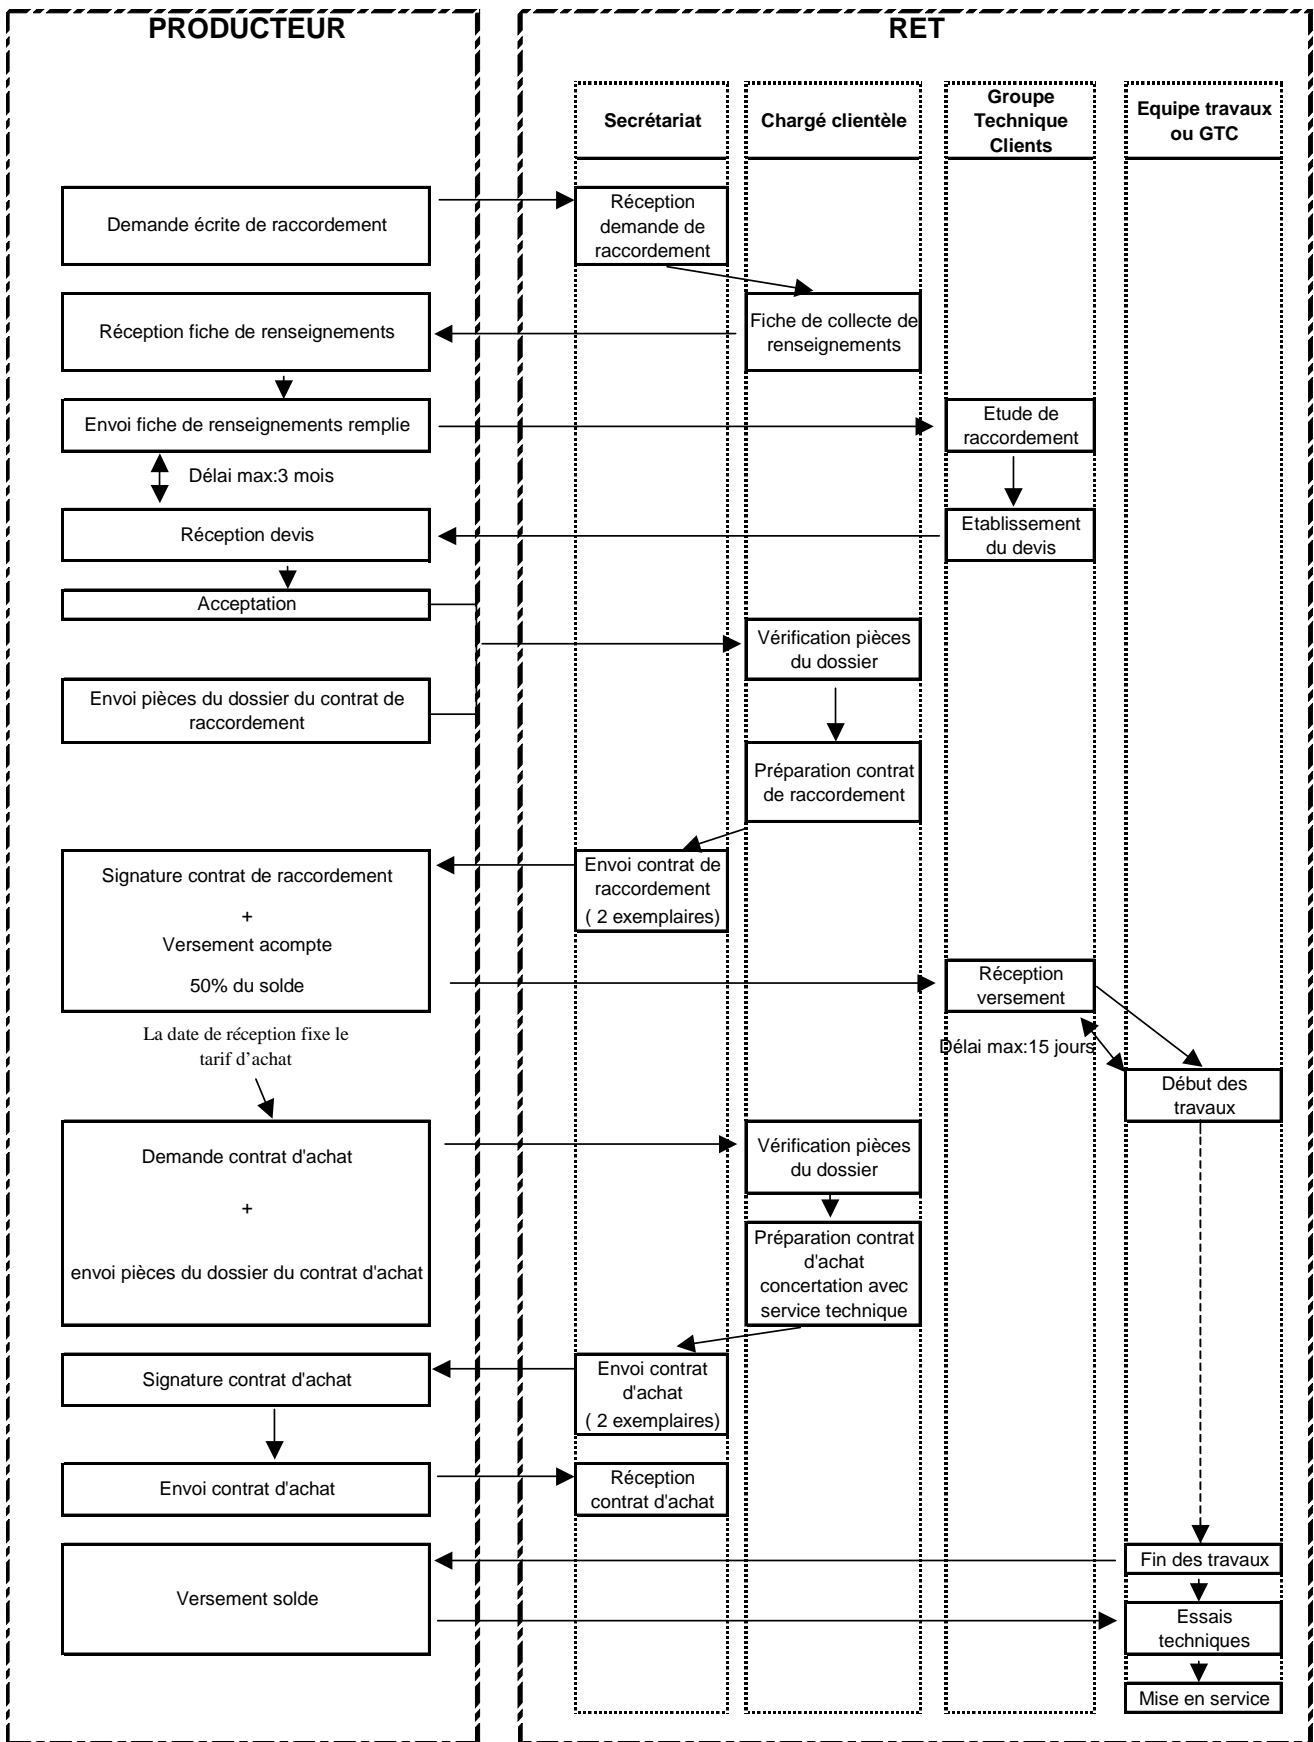 PRODUCTEUR
RET
Secrétariat
Chargé clientèle
Groupe
Technique
Clients
Equipe travaux
ou GTC
Demande écrite de raccordement
Réception
demande de
raccordement
Réception fiche de renseignements
Fiche de collecte de
renseignements
Envoi fiche de renseignements remplie
Etude de
raccordement
Délai max:3 mois
Réception devis
Etablissement
du devis
Acceptation
Vérification pièces
du dossier
Envoi pièces du dossier du contrat de
raccordement
Préparation contrat
de raccordement
Signature contrat de raccordement
+
Versement acompte
50% du solde
Envoi contrat de
raccordement
( 2 exemplaires)
Réception
versement
La date de réception fixe le
tarif d’achat
Délai max:15 jours
Début des
travaux
Demande contrat d'achat
+
envoi pièces du dossier du contrat d'achat
Vérification pièces
du dossier
Préparation contrat
d'achat
concertation avec
service technique
Signature contrat d'achat
Envoi contrat
d'achat
( 2 exemplaires)
Envoi contrat d'achat
Réception
contrat d'achat
Fin des travaux
Versement solde
Essais
techniques
Mise en service